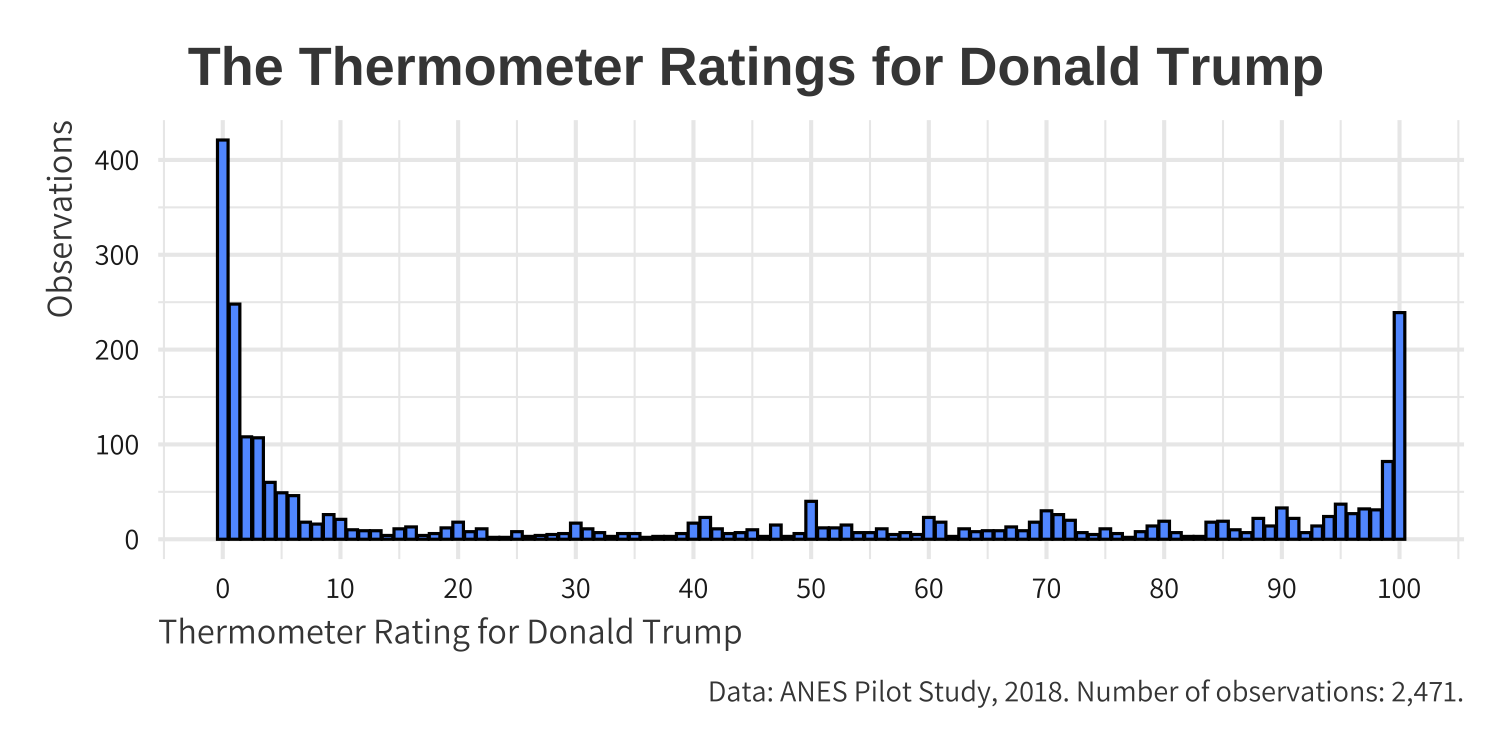 The Thermometer Ratings for Donald Trump
Observations
400
300
200
100
0
0 10 20 30 40 50 60 70 80 90 100
Thermometer Rating for Donald Trump
Data: ANES Pilot Study, 2018. Number of observations: 2,471.